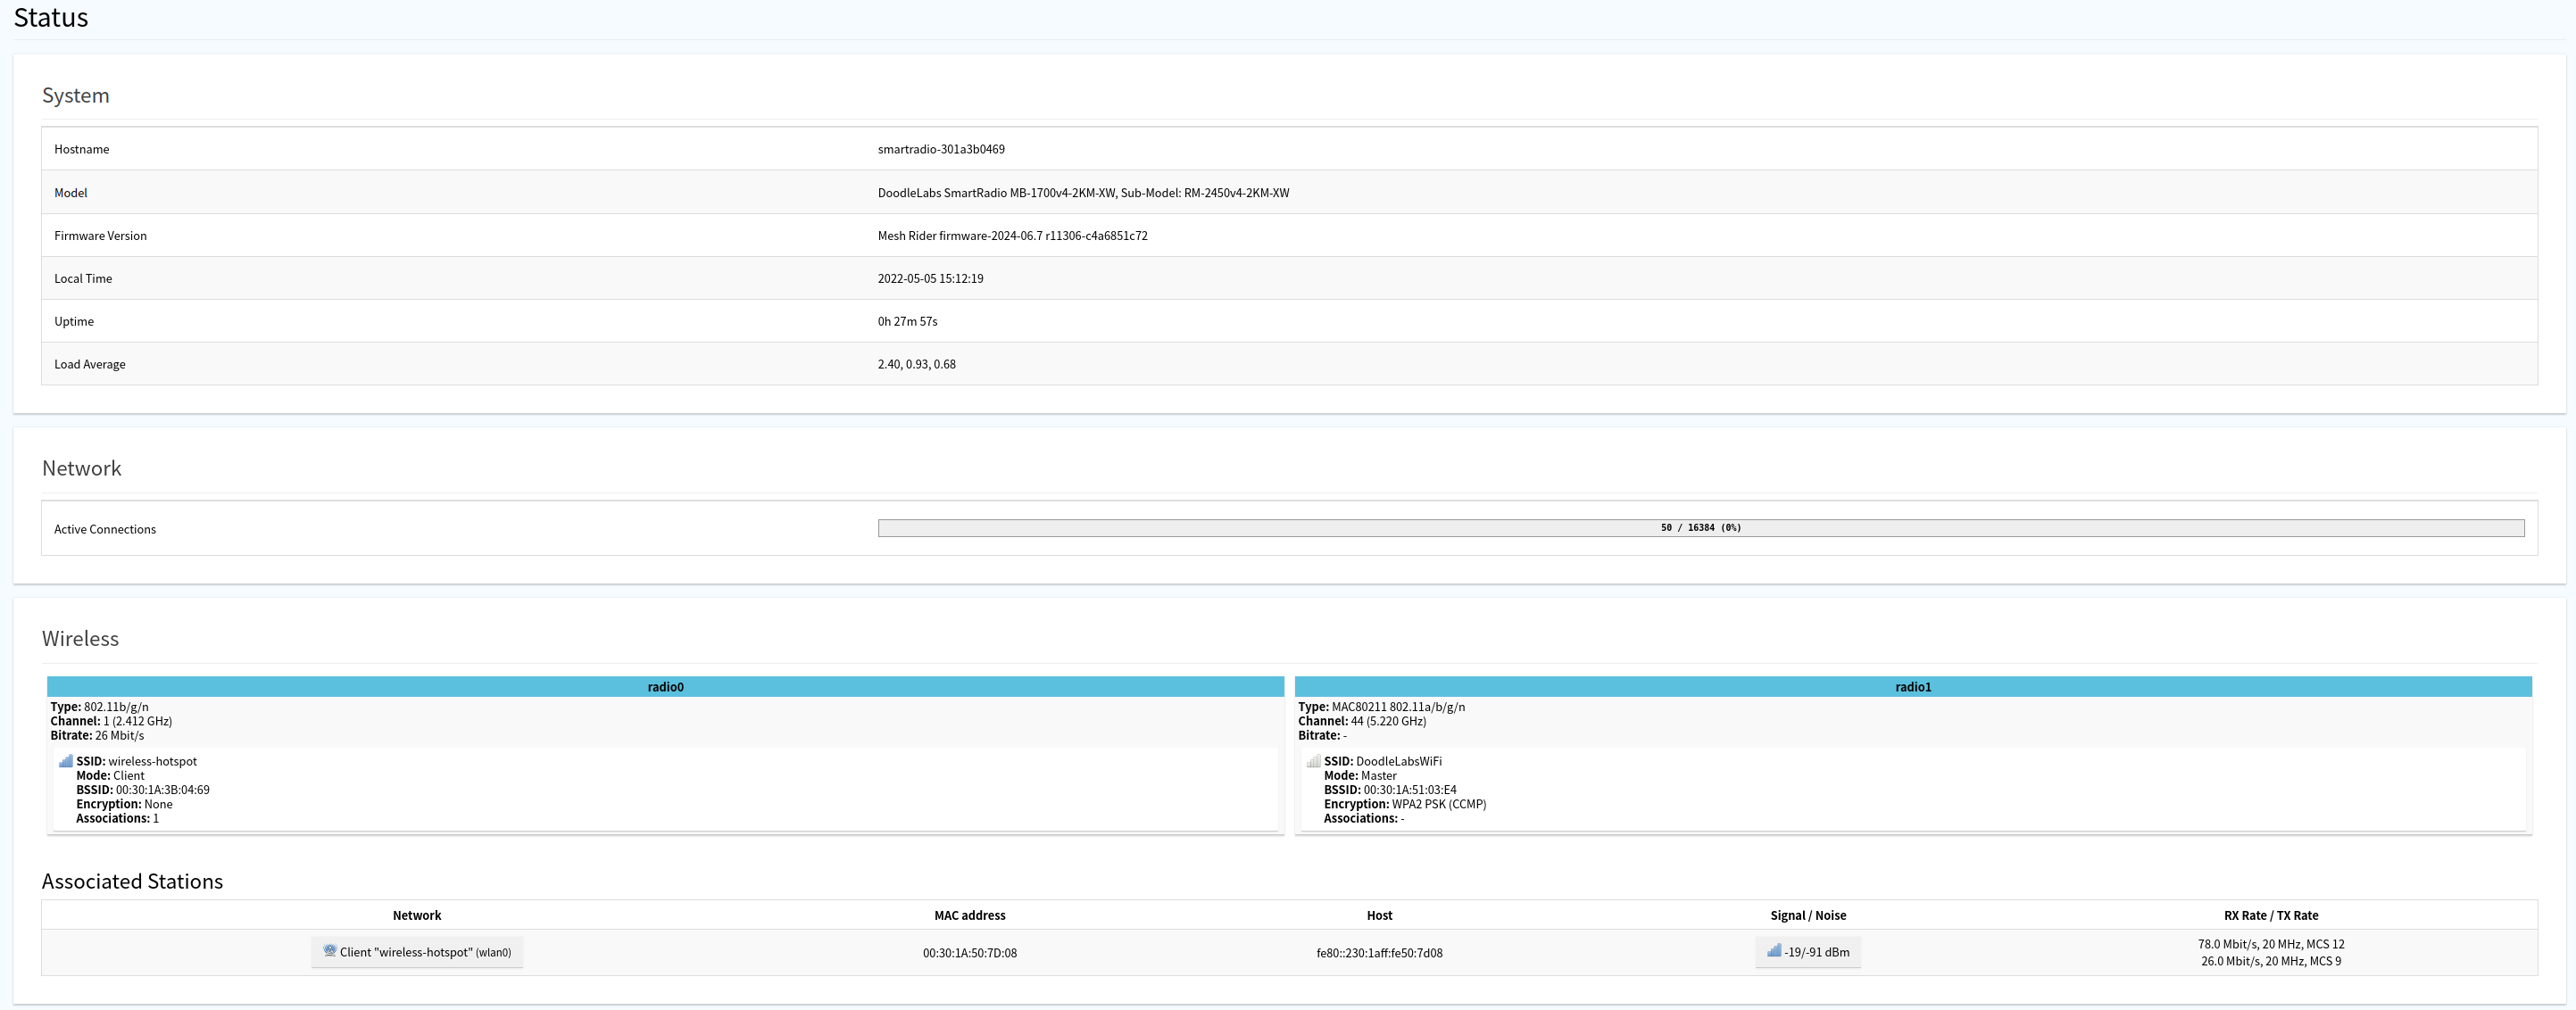 Status
System
Hostname smartradio-301a3b0469
Model DoodleLabs SmartRadio MB-1700v4-2KM-XW, Sub-Model: RM-2450v4-2KM-XW
Firmware Version Mesh Rider firmware-2024-06.7 r11306-c4a6851c72
Local Time 2022-05-05 15:12:19
Uptime 0h 27m 57s
Load Average 2.40, 0.93, 0.68
Network
Active Connections 50 / 16384 (0%)
Wireless
radio0
Type: 802.11b/g/n
Channel: 1 (2.412 GHz)
Bitrate: 26 Mbit/s
SSID: wireless-hotspot
Mode: Client
BSSID: 00:30:1A:3B:04:69
Encryption: None
Associations: 1
radio1
Type: MAC80211 802.11a/b/g/n
Channel: 44 (5.220 GHz)
Bitrate: -
SSID: DoodleLabsWiFi
Mode: Master
BSSID: 00:30:1A:51:03:E4
Encryption: WPA2 PSK (CCMP)
Associations: -
Associated Stations
Network MAC address Host Signal / Noise RX Rate / TX Rate
Client "wireless-hotspot" (wlan0) 00:30:1A:50:7D:08 fe80::230:1aff:fe50:7d08 -19/-91 dBm 78.0 Mbit/s, 20 MHz, MCS 12
26.0 Mbit/s, 20 MHz, MCS 9